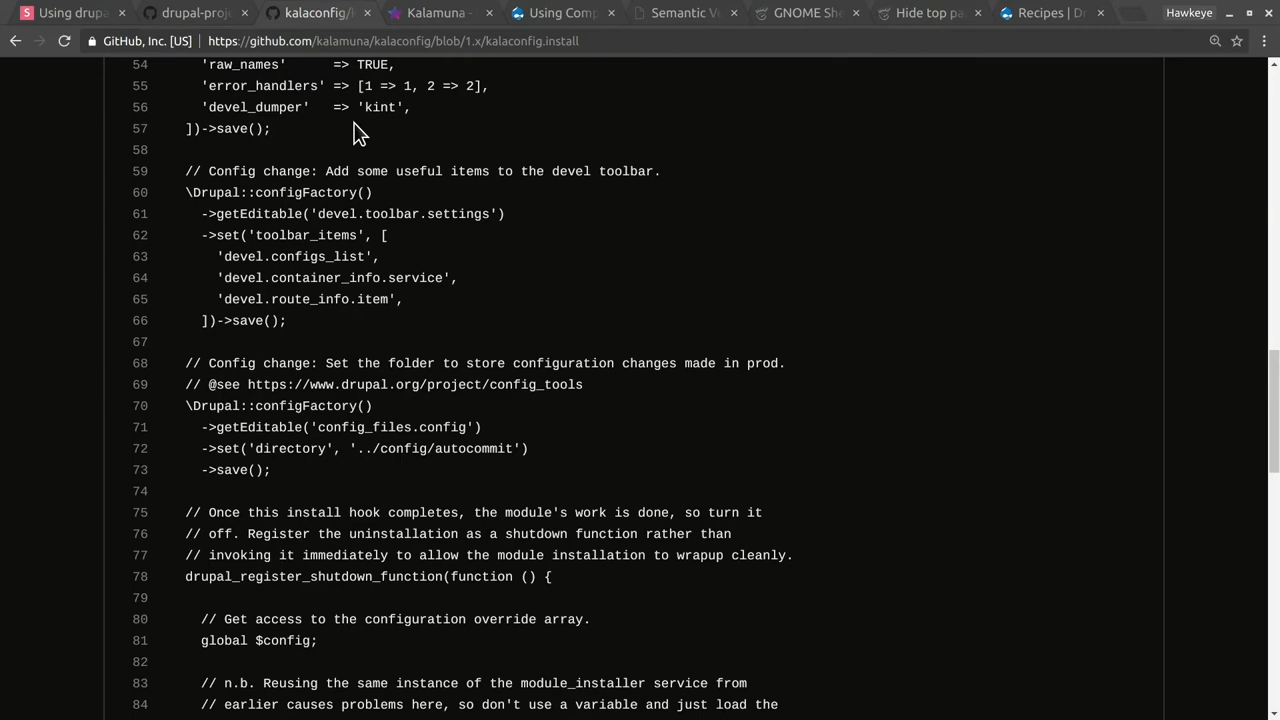 Using drupa
drupal-proj
kalaconfig/k
Kalamuna -
Using Comp
Semantic Ve
GNOME She
Hide top pa
Recipes | D
Hawkeye
GitHub, Inc. [US]
https://github.com/kalamuna/kalaconfig/blob/1.x/kalaconfig.install
54 'raw_names' => TRUE,
55 'error_handlers' => [1 => 1, 2 => 2],
56 'devel_dumper' => 'kint',
57 ])->save();
58
59 // Config change: Add some useful items to the devel toolbar.
60 \Drupal::configFactory()
61 ->getEditable('devel.toolbar.settings')
62 ->set('toolbar_items', [
63 'devel.configs_list',
64 'devel.container_info.service',
65 'devel.route_info.item',
66 ])->save();
67
68 // Config change: Set the folder to store configuration changes made in prod.
69 // @see https://www.drupal.org/project/config_tools
70 \Drupal::configFactory()
71 ->getEditable('config_files.config')
72 ->set('directory', '../config/autocommit')
73 ->save();
74
75 // Once this install hook completes, the module's work is done, so turn it
76 // off. Register the uninstallation as a shutdown function rather than
77 // invoking it immediately to allow the module installation to wrapup cleanly.
78 drupal_register_shutdown_function(function () {
79
80 // Get access to the configuration override array.
81 global $config;
82
83 // n.b. Reusing the same instance of the module_installer service from
84 // earlier causes problems here, so don't use a variable and just load the